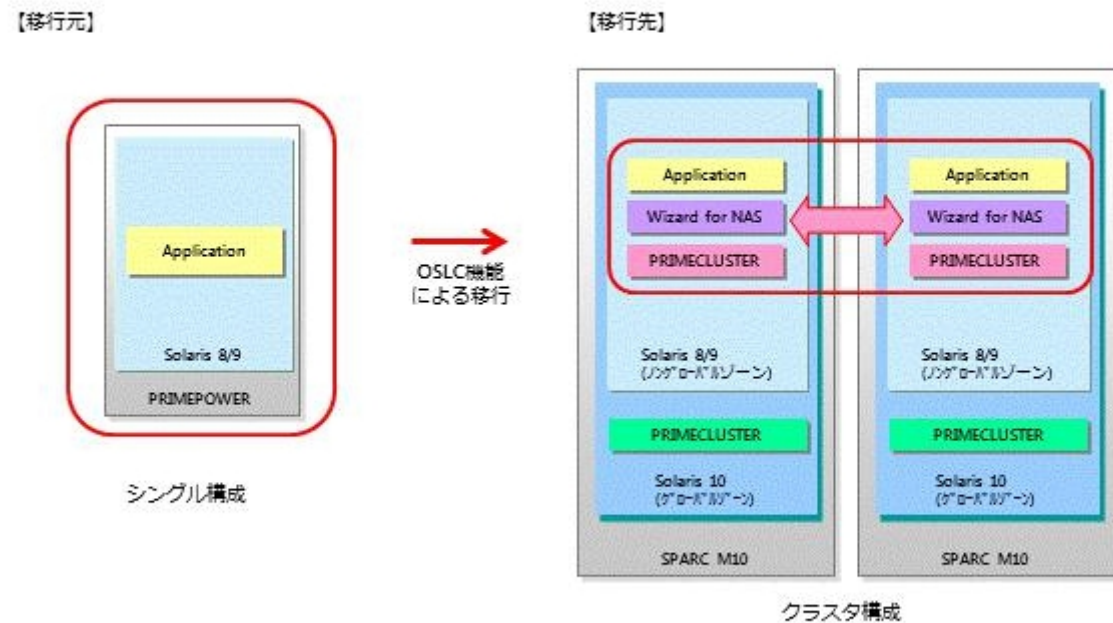 【移行元】
Application
Solaris 8/9
PRIMEPOWER
シングル構成
OSLC機能
による移行
【移行先】
Application
Wizard for NAS
PRIMECLUSTER
Solaris 8/9
(ﾉﾝｸﾞﾛｰﾊﾞﾙゾーン)
PRIMECLUSTER
Solaris 10
(ｸﾞﾛｰﾊﾞﾙｿﾞｰﾝ)
SPARC M10
Application
Wizard for NAS
PRIMECLUSTER
Solaris 8/9
(ﾉﾝｸﾞﾛｰﾊﾞﾙゾーン)
PRIMECLUSTER
Solaris 10
(ｸﾞﾛｰﾊﾞﾙｿﾞｰﾝ)
SPARC M10
クラスタ構成